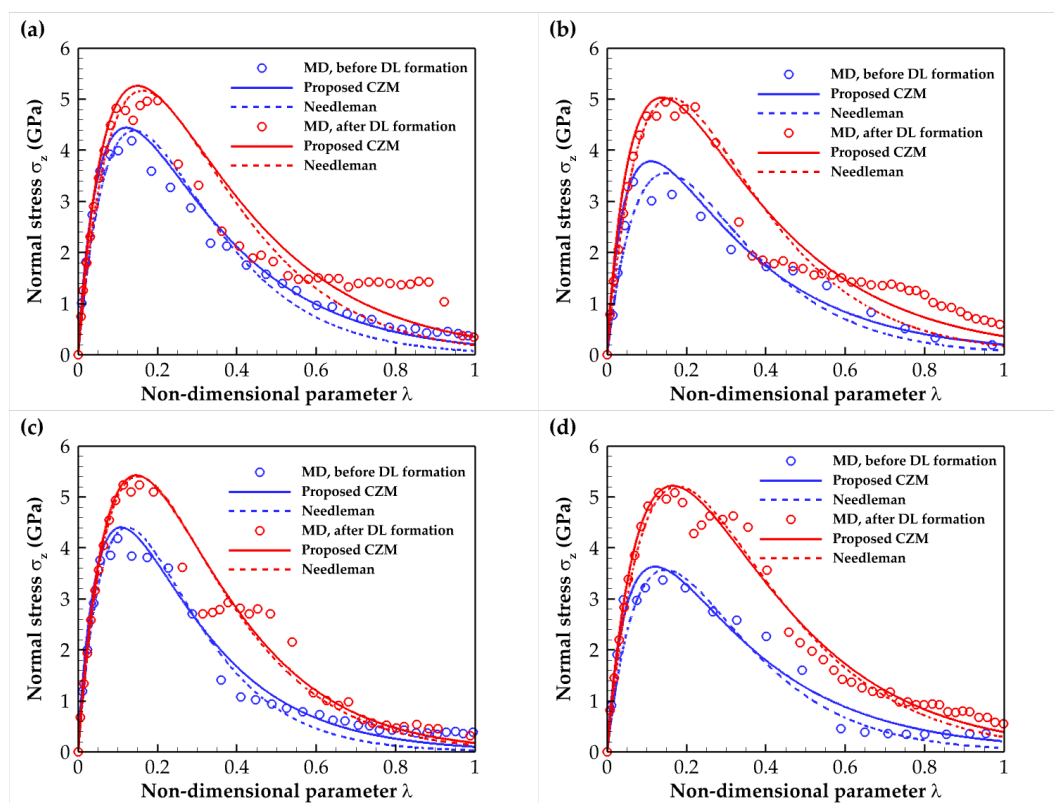 (a)
6
5
4
3
2
1
0
Normal stress σz (GPa)
MD, before DL formation
Proposed CZM
Needleman
MD, after DL formation
Proposed CZM
Needleman
0 0.2 0.4 0.6 0.8 1
Non-dimensional parameter λ
(b)
6
5
4
3
2
1
0
Normal stress σz (GPa)
MD, before DL formation
Proposed CZM
Needleman
MD, after DL formation
Proposed CZM
Needleman
0 0.2 0.4 0.6 0.8 1
Non-dimensional parameter λ
(c)
6
5
4
3
2
1
0
Normal stress σz (GPa)
MD, before DL formation
Proposed CZM
Needleman
MD, after DL formation
Proposed CZM
Needleman
0 0.2 0.4 0.6 0.8 1
Non-dimensional parameter λ
(d)
6
5
4
3
2
1
0
Normal stress σz (GPa)
MD, before DL formation
Proposed CZM
Needleman
MD, after DL formation
Proposed CZM
Needleman
0 0.2 0.4 0.6 0.8 1
Non-dimensional parameter λ